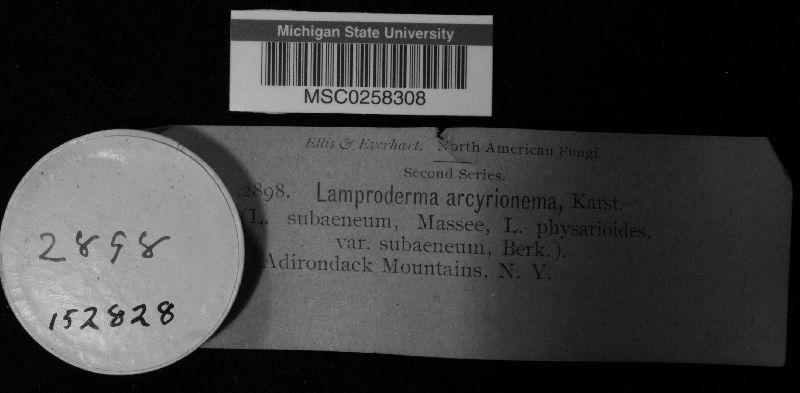 Michigan State University
MSC0258308
Ellis & Everhart. North American Fungi.
Second Series.
2898. Lamproderma arcyrionema, Karst.
(L. subaeneum, Massee, L. physarioides,
var. subaeneum, Berk.).
Adirondack Mountains, N. Y.
2898
152828